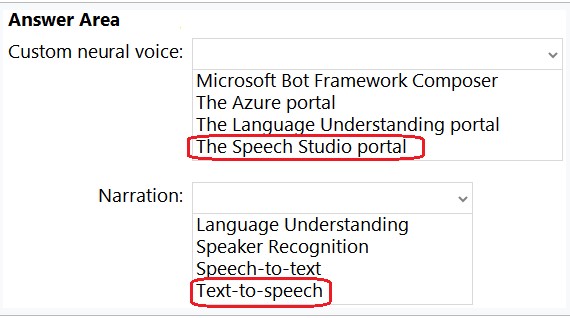 Answer Area
Custom neural voice:
Microsoft Bot Framework Composer
The Azure portal
The Language Understanding portal
The Speech Studio portal
Narration:
Language Understanding
Speaker Recognition
Speech-to-text
Text-to-speech